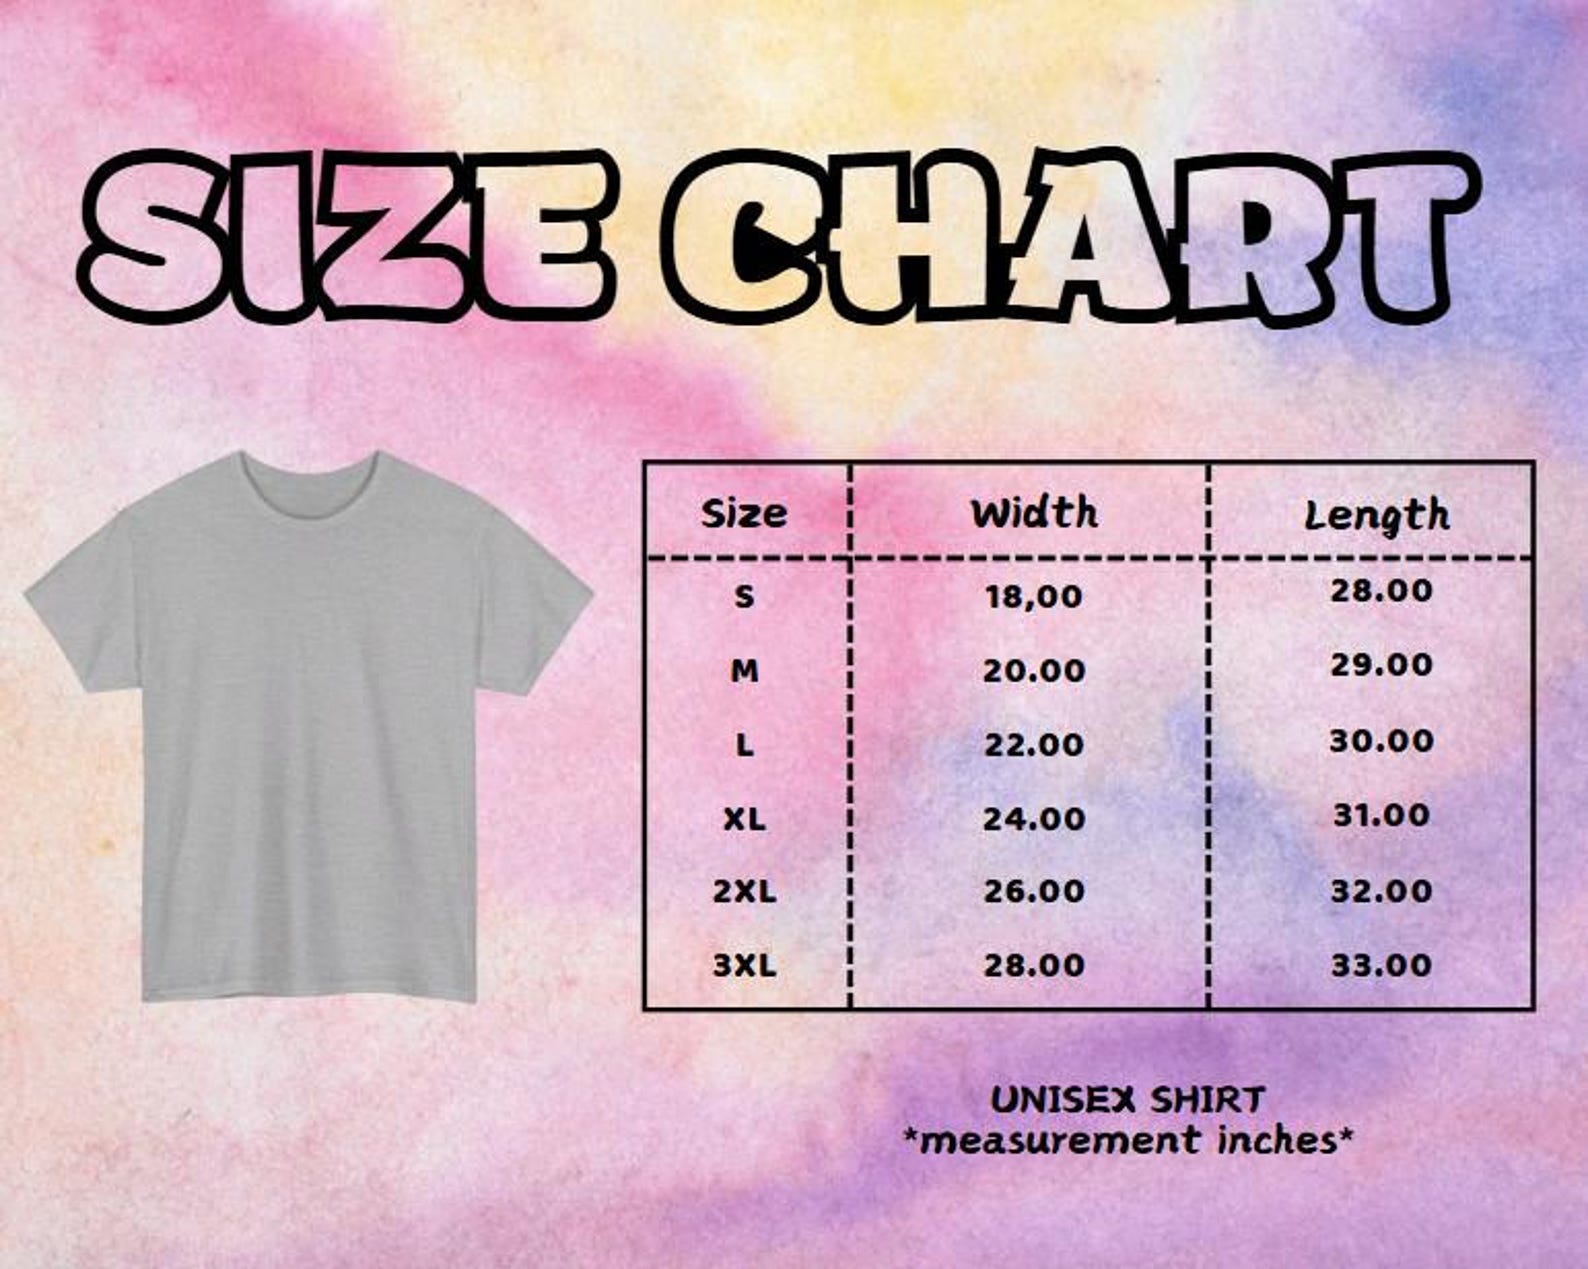 SIZE CHART
Size Width Length
S 18,00 28.00
M 20.00 29.00
L 22.00 30.00
XL 24.00 31.00
2XL 26.00 32.00
3XL 28.00 33.00
UNISEX SHIRT
*measurement inches*